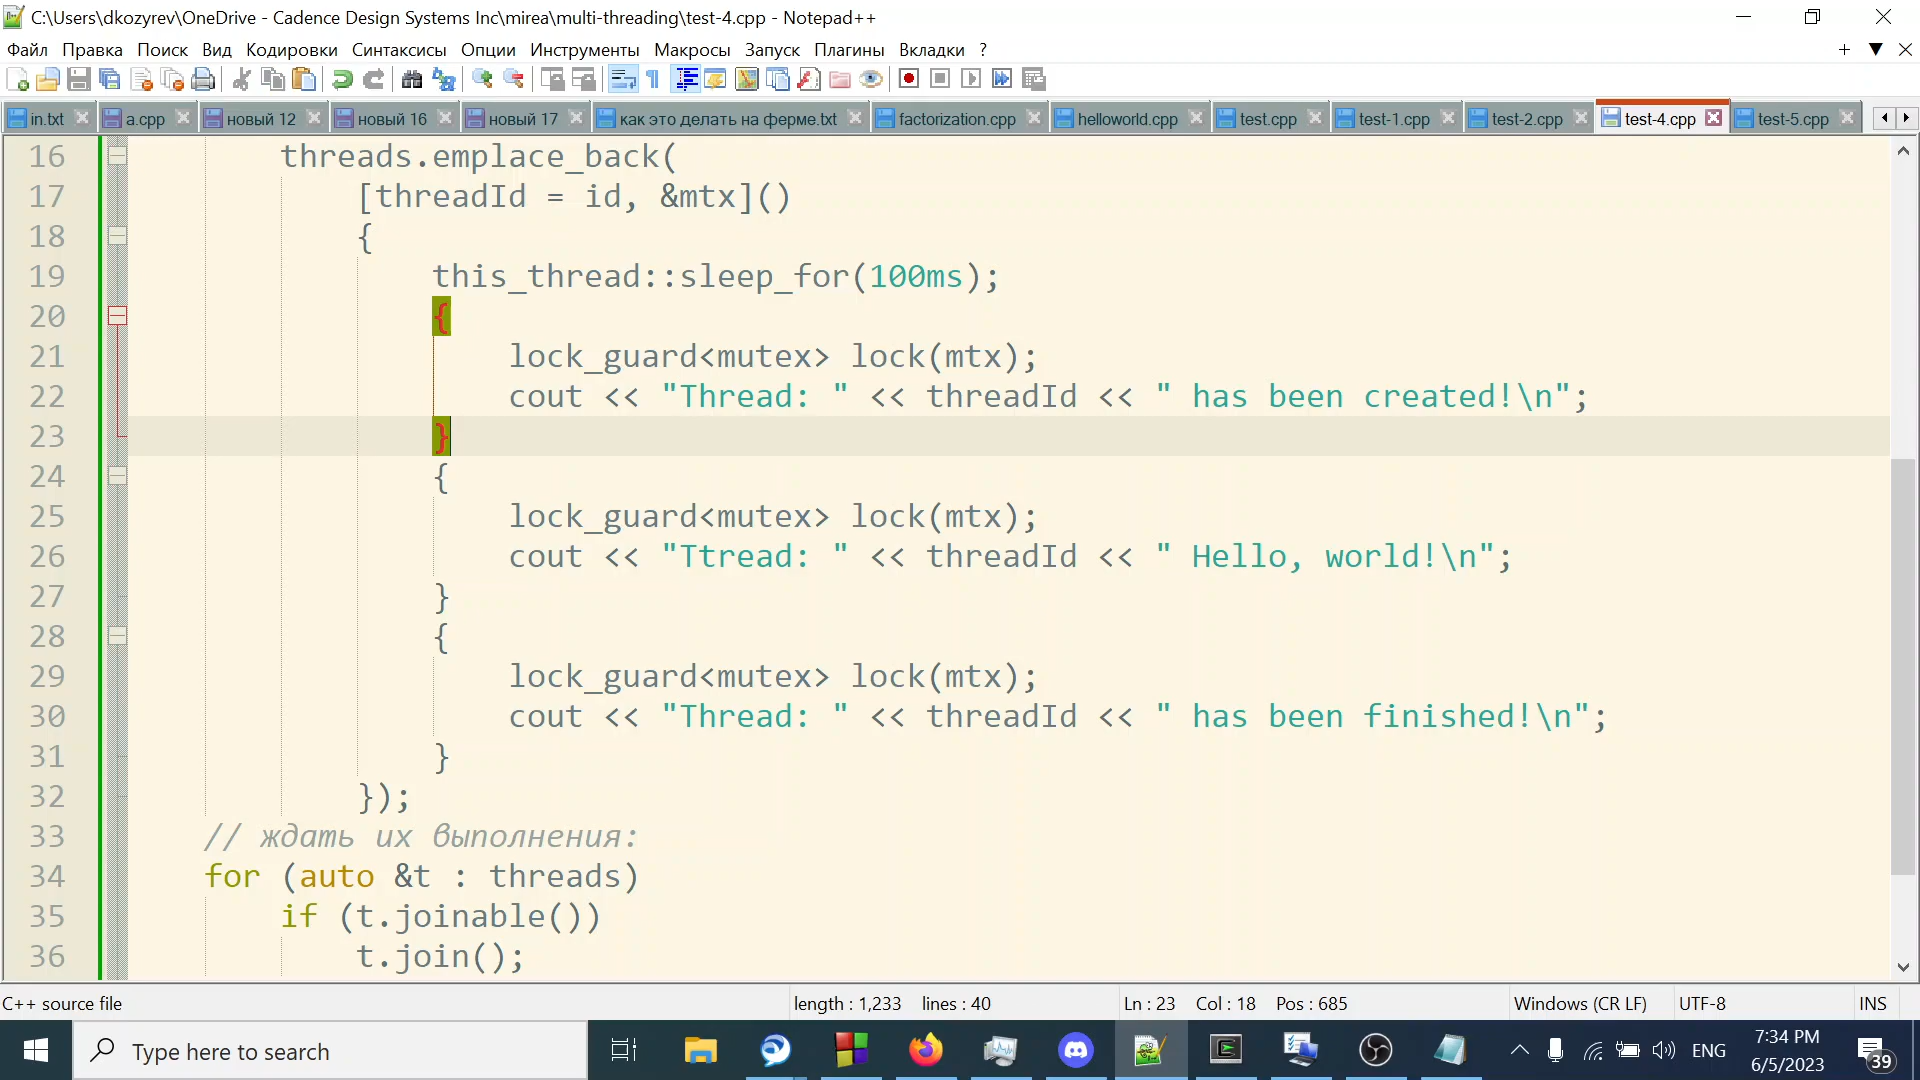 C:\Users\dkozyrev\OneDrive - Cadence Design Systems Inc\mirea\multi-threading\test-4.cpp - Notepad++
Файл Правка Поиск Вид Кодировки Синтаксисы Опции Инструменты Макросы Запуск Плагины Вкладки ?
in.txt a.cpp новый 12 новый 16 новый 17 как это делать на ферме.txt factorization.cpp helloworld.cpp test.cpp test-1.cpp test-2.cpp test-4.cpp test-5.cpp
16 threads.emplace_back(
17 [threadId = id, &mtx]()
18 {
19 this_thread::sleep_for(100ms);
20 {
21 lock_guard<mutex> lock(mtx);
22 cout << "Thread: " << threadId << " has been created!\n";
23 }
24 {
25 lock_guard<mutex> lock(mtx);
26 cout << "Ttread: " << threadId << " Hello, world!\n";
27 }
28 {
29 lock_guard<mutex> lock(mtx);
30 cout << "Thread: " << threadId << " has been finished!\n";
31 }
32 });
33 // ждать их выполнения:
34 for (auto &t : threads)
35 if (t.joinable())
36 t.join();
C++ source file length : 1,233 lines : 40 Ln : 23 Col : 18 Pos : 685 Windows (CR LF) UTF-8 INS
Type here to search ENG 7:34 PM 39
6/5/2023